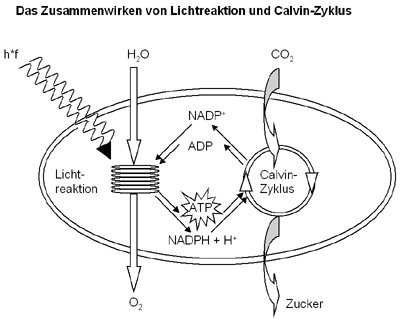 Das Zusammenwirken von Lichtreaktion und Calvin-Zyklus
h*f
H₂O
CO₂
NADP⁺
ADP
Licht-
reaktion
Calvin-
Zyklus
ATP
NADPH + H⁺
O₂
Zucker